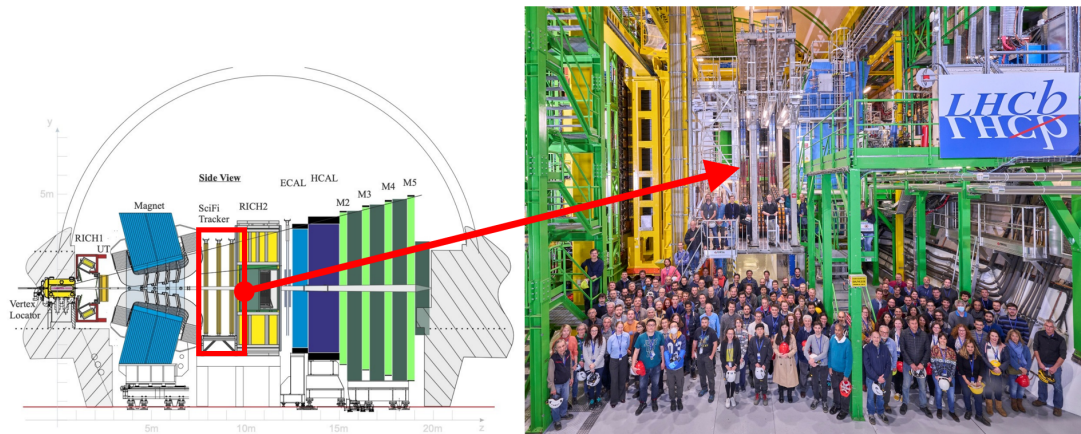 y
5m
Side View
ECAL
HCAL
M2
M3
M4
M5
SciFi
Tracker
RICH2
Magnet
RICH1
UT
Vertex
Locator
5m
10m
15m
20m
z
LHCb
LHCb